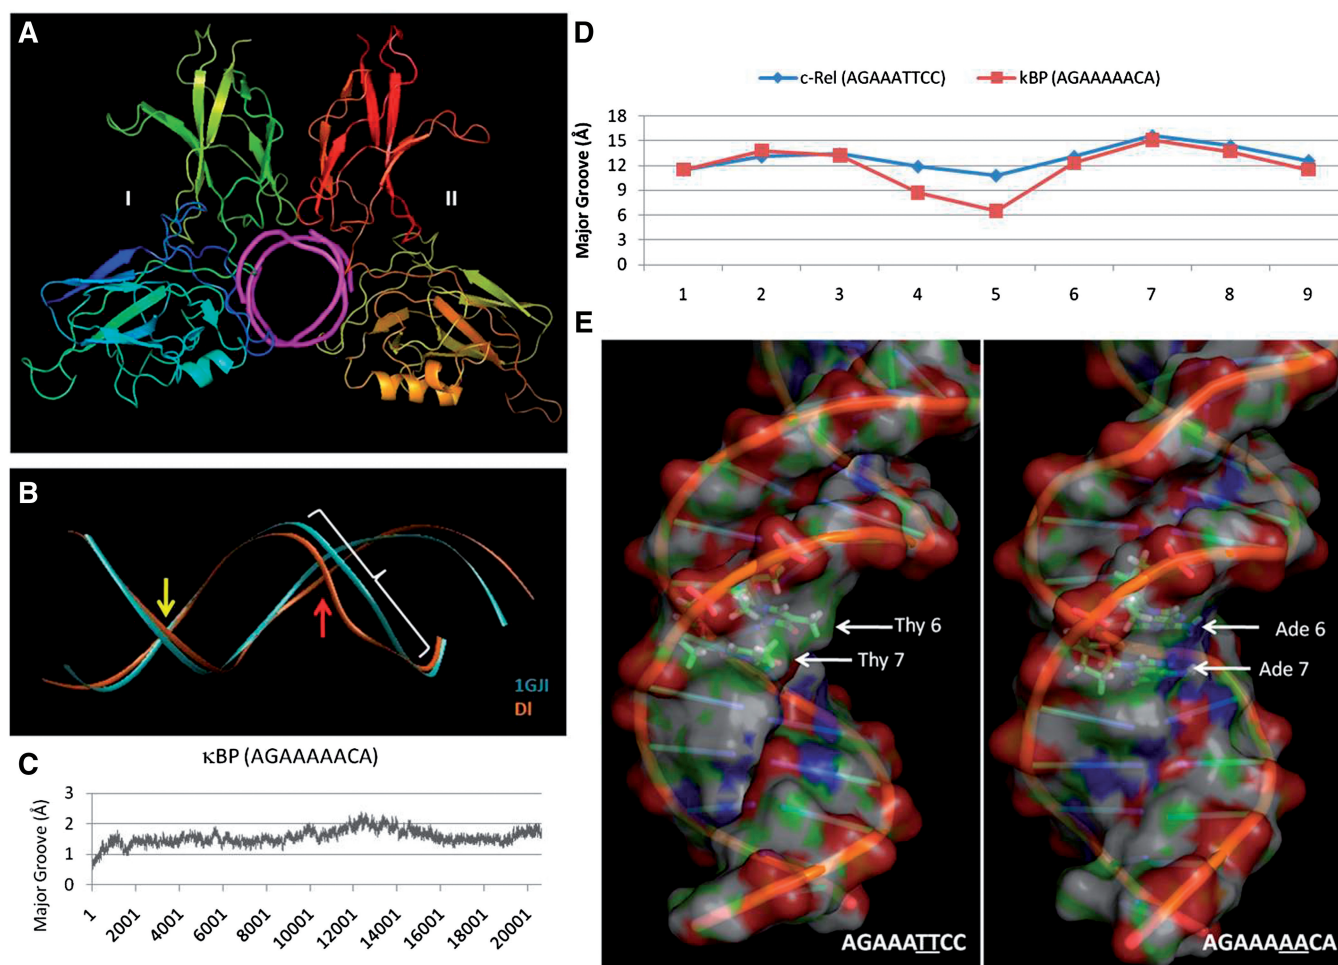 A
I
II
B
1GJI
DI
C
κBP (AGAAAAACA)
Major Groove (Å)
3
2
1
0
1
2001
4001
6001
8001
10001
12001
14001
16001
18001
20001
D
c-Rel (AGAAATTCC)
kBP (AGAAAAACA)
Major Groove (Å)
18
15
12
9
6
3
0
1
2
3
4
5
6
7
8
9
E
Thy 6
Thy 7
AGAAATTCC
Ade 6
Ade 7
AGAAAAACA